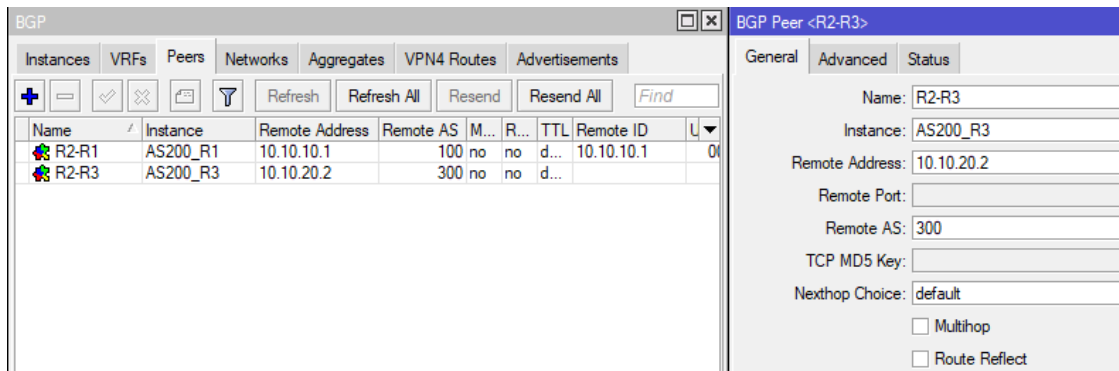 BGP
Instances VRFs Peers Networks Aggregates VPN4 Routes Advertisements
Refresh Refresh All Resend Resend All Find
Name Instance Remote Address Remote AS M... R... TTL Remote ID
R2-R1 AS200_R1 10.10.10.1 100 no no d... 10.10.10.1
R2-R3 AS200_R3 10.10.20.2 300 no no d...
BGP Peer <R2-R3>
General Advanced Status
Name: R2-R3
Instance: AS200_R3
Remote Address: 10.10.20.2
Remote Port:
Remote AS: 300
TCP MD5 Key:
Nexthop Choice: default
Multihop
Route Reflect